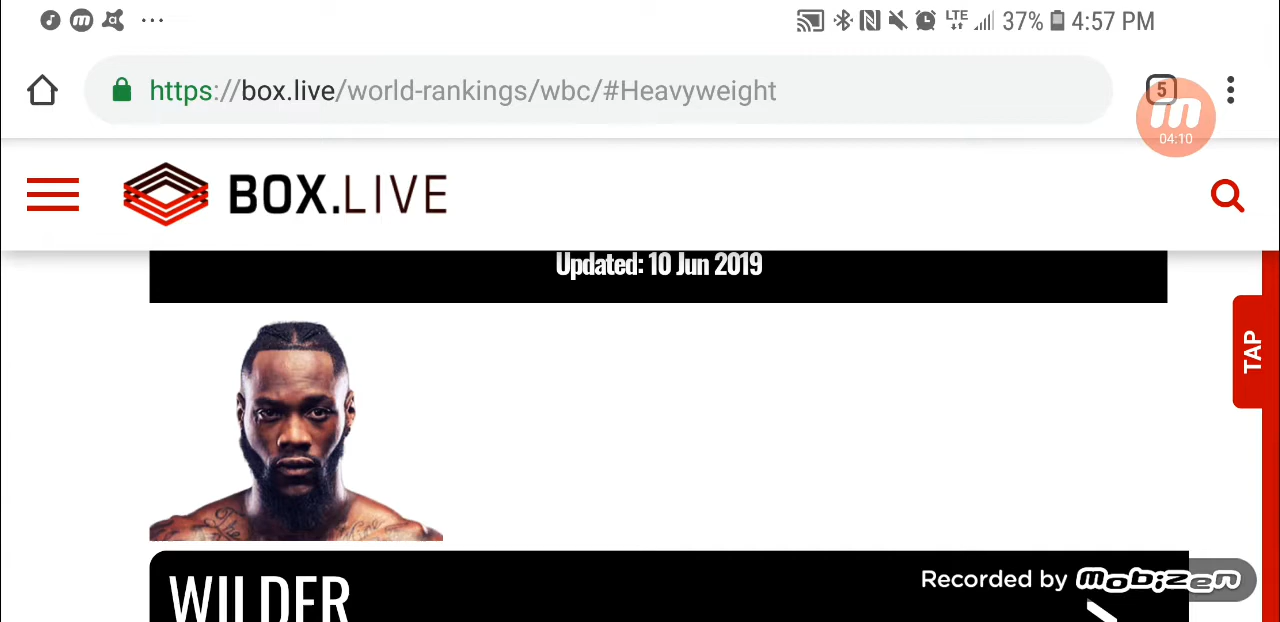 LTE 37% 4:57 PM
https://box.live/world-rankings/wbc/#Heavyweight
5
m
04:10
BOX.LIVE
Updated: 10 Jun 2019
TAP
Recorded by mobizen
WILDER